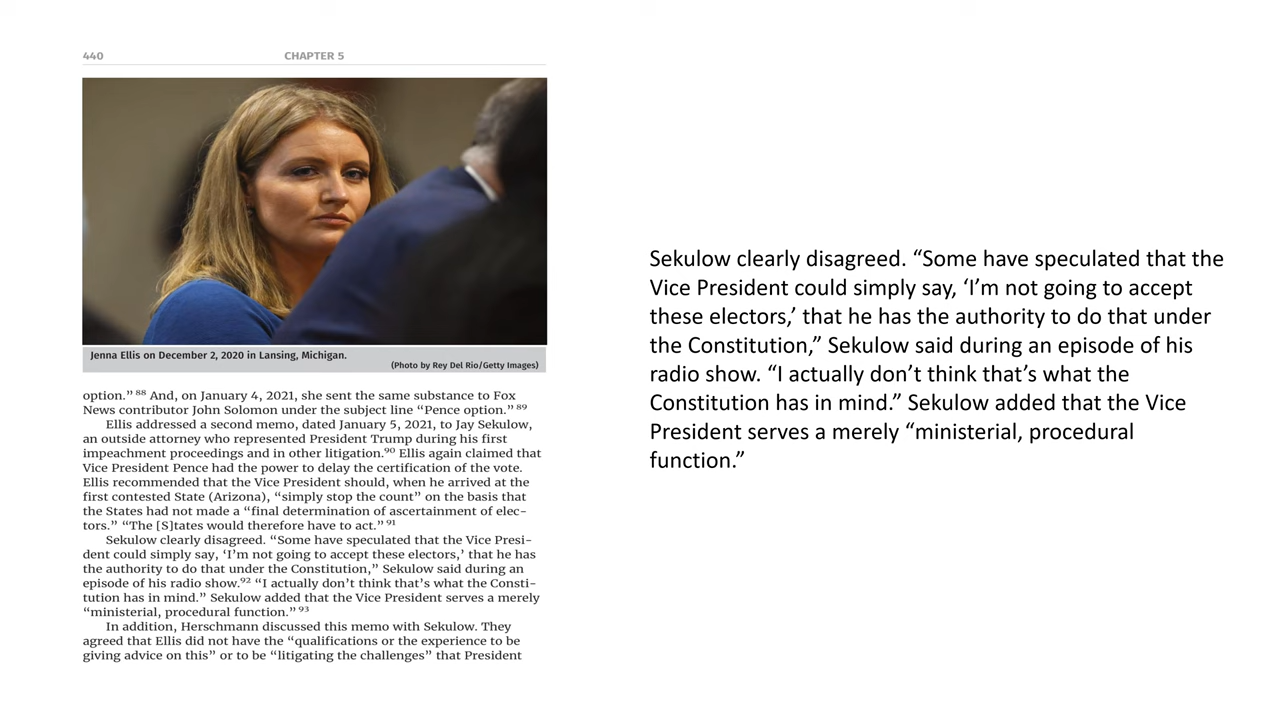 440
CHAPTER 5
Jenna Ellis on December 2, 2020 in Lansing, Michigan.
(Photo by Rey Del Rio/Getty Images)
option.” 88 And, on January 4, 2021, she sent the same substance to Fox
News contributor John Solomon under the subject line “Pence option.” 89
Ellis addressed a second memo, dated January 5, 2021, to Jay Sekulow,
an outside attorney who represented President Trump during his first
impeachment proceedings and in other litigation.90 Ellis again claimed that
Vice President Pence had the power to delay the certification of the vote.
Ellis recommended that the Vice President should, when he arrived at the
first contested State (Arizona), “simply stop the count” on the basis that
the States had not made a “final determination of ascertainment of elec-
tors.” “The [S]tates would therefore have to act.” 91
Sekulow clearly disagreed. “Some have speculated that the Vice Presi-
dent could simply say, ‘I’m not going to accept these electors,’ that he has
the authority to do that under the Constitution,” Sekulow said during an
episode of his radio show.92 “I actually don’t think that’s what the Consti-
tution has in mind.” Sekulow added that the Vice President serves a merely
“ministerial, procedural function.” 93
In addition, Herschmann discussed this memo with Sekulow. They
agreed that Ellis did not have the “qualifications or the experience to be
giving advice on this” or to be “litigating the challenges” that President
Sekulow clearly disagreed. “Some have speculated that the
Vice President could simply say, ‘I’m not going to accept
these electors,’ that he has the authority to do that under
the Constitution,” Sekulow said during an episode of his
radio show. “I actually don’t think that’s what the
Constitution has in mind.” Sekulow added that the Vice
President serves a merely “ministerial, procedural
function.”